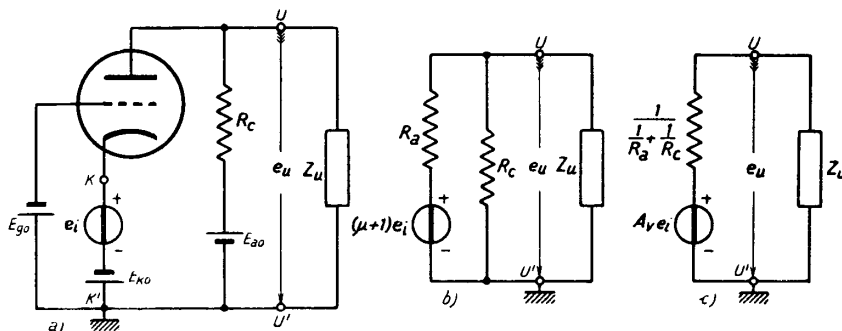 U
R_c
e_u
Z_u
K
e_i
+
-
E_go
E_ao
E_KO
K'
U'
a)
U
R_a
R_c
e_u
Z_u
(μ+1)e_i
+
-
U'
b)
U
1
1/R_a + 1/R_c
e_u
Z_u
A_v e_i
+
-
U'
c)